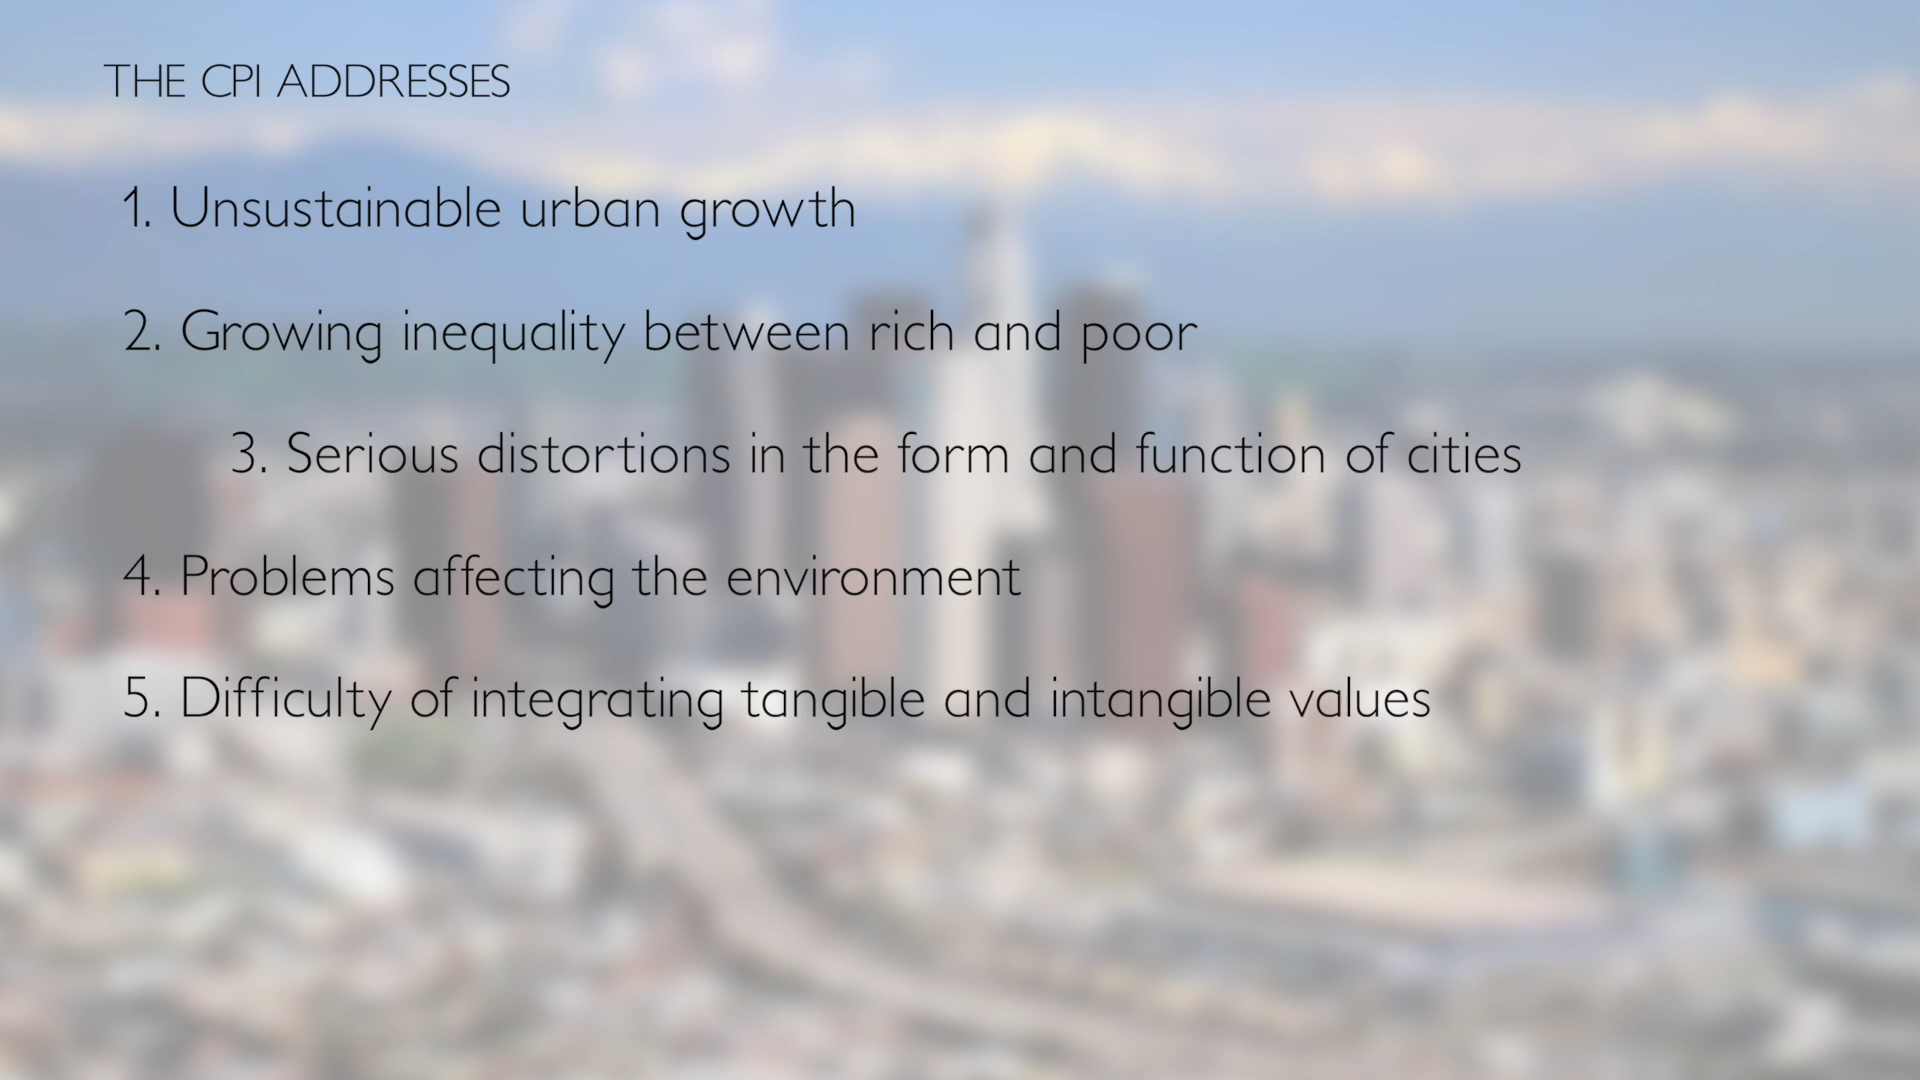 THE CPI ADDRESSES
1. Unsustainable urban growth
2. Growing inequality between rich and poor
3. Serious distortions in the form and function of cities
4. Problems affecting the environment
5. Difficulty of integrating tangible and intangible values